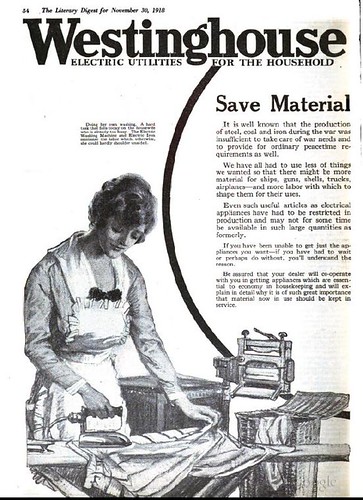 54 The Literary Digest for November 30, 1918
Westinghouse
ELECTRIC UTILITIES FOR THE HOUSEHOLD
Save Material
Doing her own washing. A hard
task that falls today on the housewife
who is already too busy. The Electric
Washing Machine and Electric Iron
she could hardly
It is well known that the production
of steel, coal and iron during the war was
insufficient to take care of war needs and
to provide for ordinary peacetime re-
quirements as well.
We have all had to use less of things
we wanted so that there might be more
material for ships, guns, shells, trucks,
airplanes—and more labor with which to
shape them for their uses.
Even such useful articles as electrical
appliances have had to be restricted in
production and may not for some time
be available in such large quantities as
formerly.
If you have been unable to get just the ap-
pliances you want—if you have had to wait
or perhaps do without, you'll understand the
reason.
Be assured that your dealer will co-operate
with you in getting appliances which are essen-
tial to economy in housekeeping and will ex-
plain in detail why it is of such great importance
that material now in use should be kept in
service.
Google